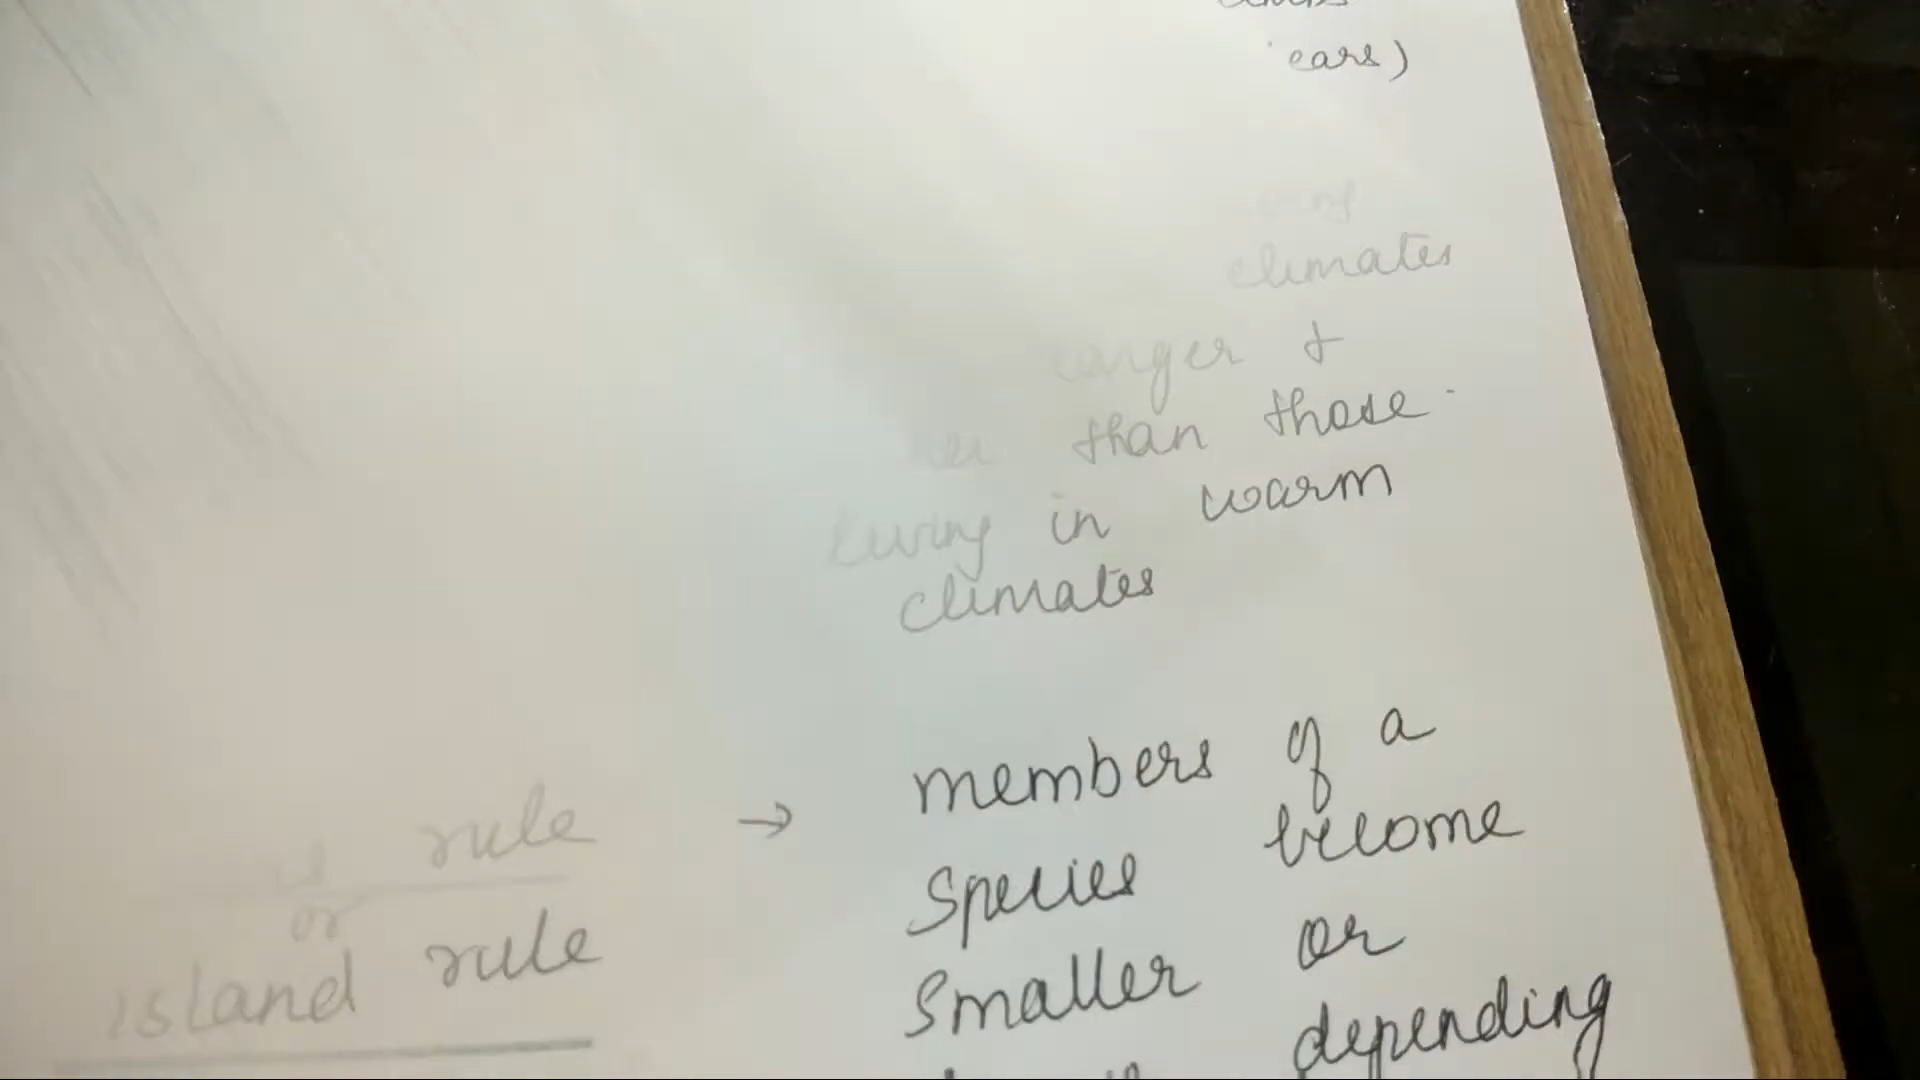 ears)
climates
larger &
than those
living in warm
climates
rule → members of a
or
Species become
island rule
Smaller or
depending